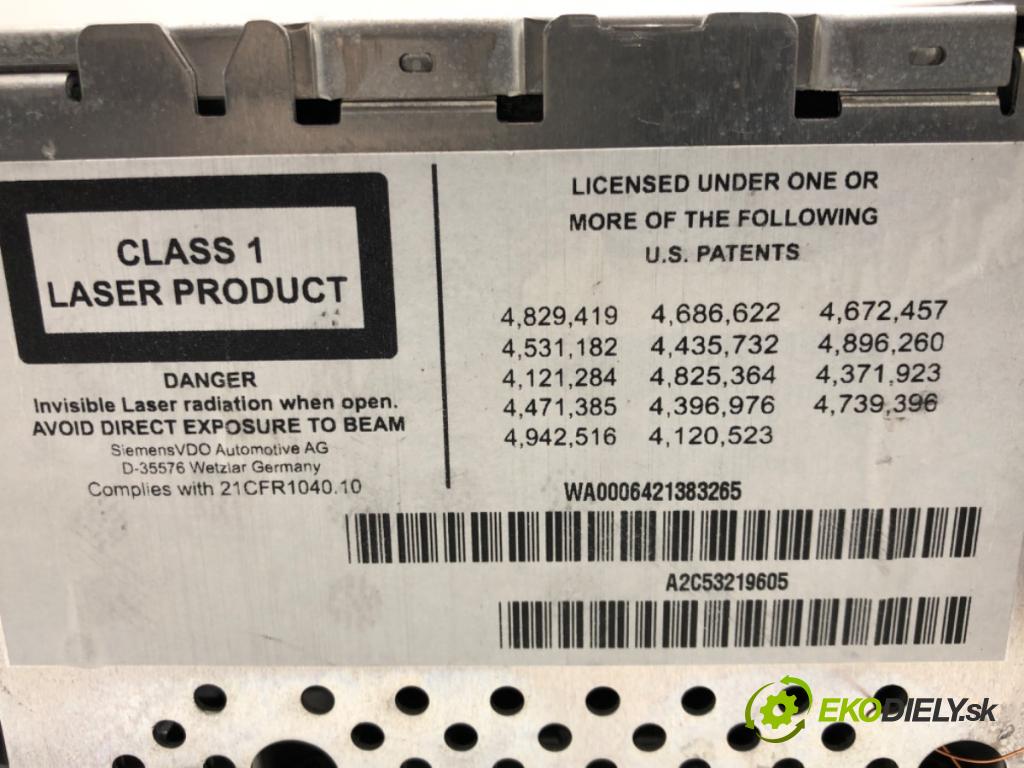 CLASS 1
LASER PRODUCT
DANGER
Invisible Laser radiation when open.
AVOID DIRECT EXPOSURE TO BEAM
SiemensVDO Automotive AG
D-35576 Wetzlar Germany
Complies with 21CFR1040.10
LICENSED UNDER ONE OR
MORE OF THE FOLLOWING
U.S. PATENTS
4,829,419 4,686,622 4,672,457
4,531,182 4,435,732 4,896,260
4,121,284 4,825,364 4,371,923
4,471,385 4,396,976 4,739,396
4,942,516 4,120,523
WA0006421383265
A2C53219605
EKODIELY.sk